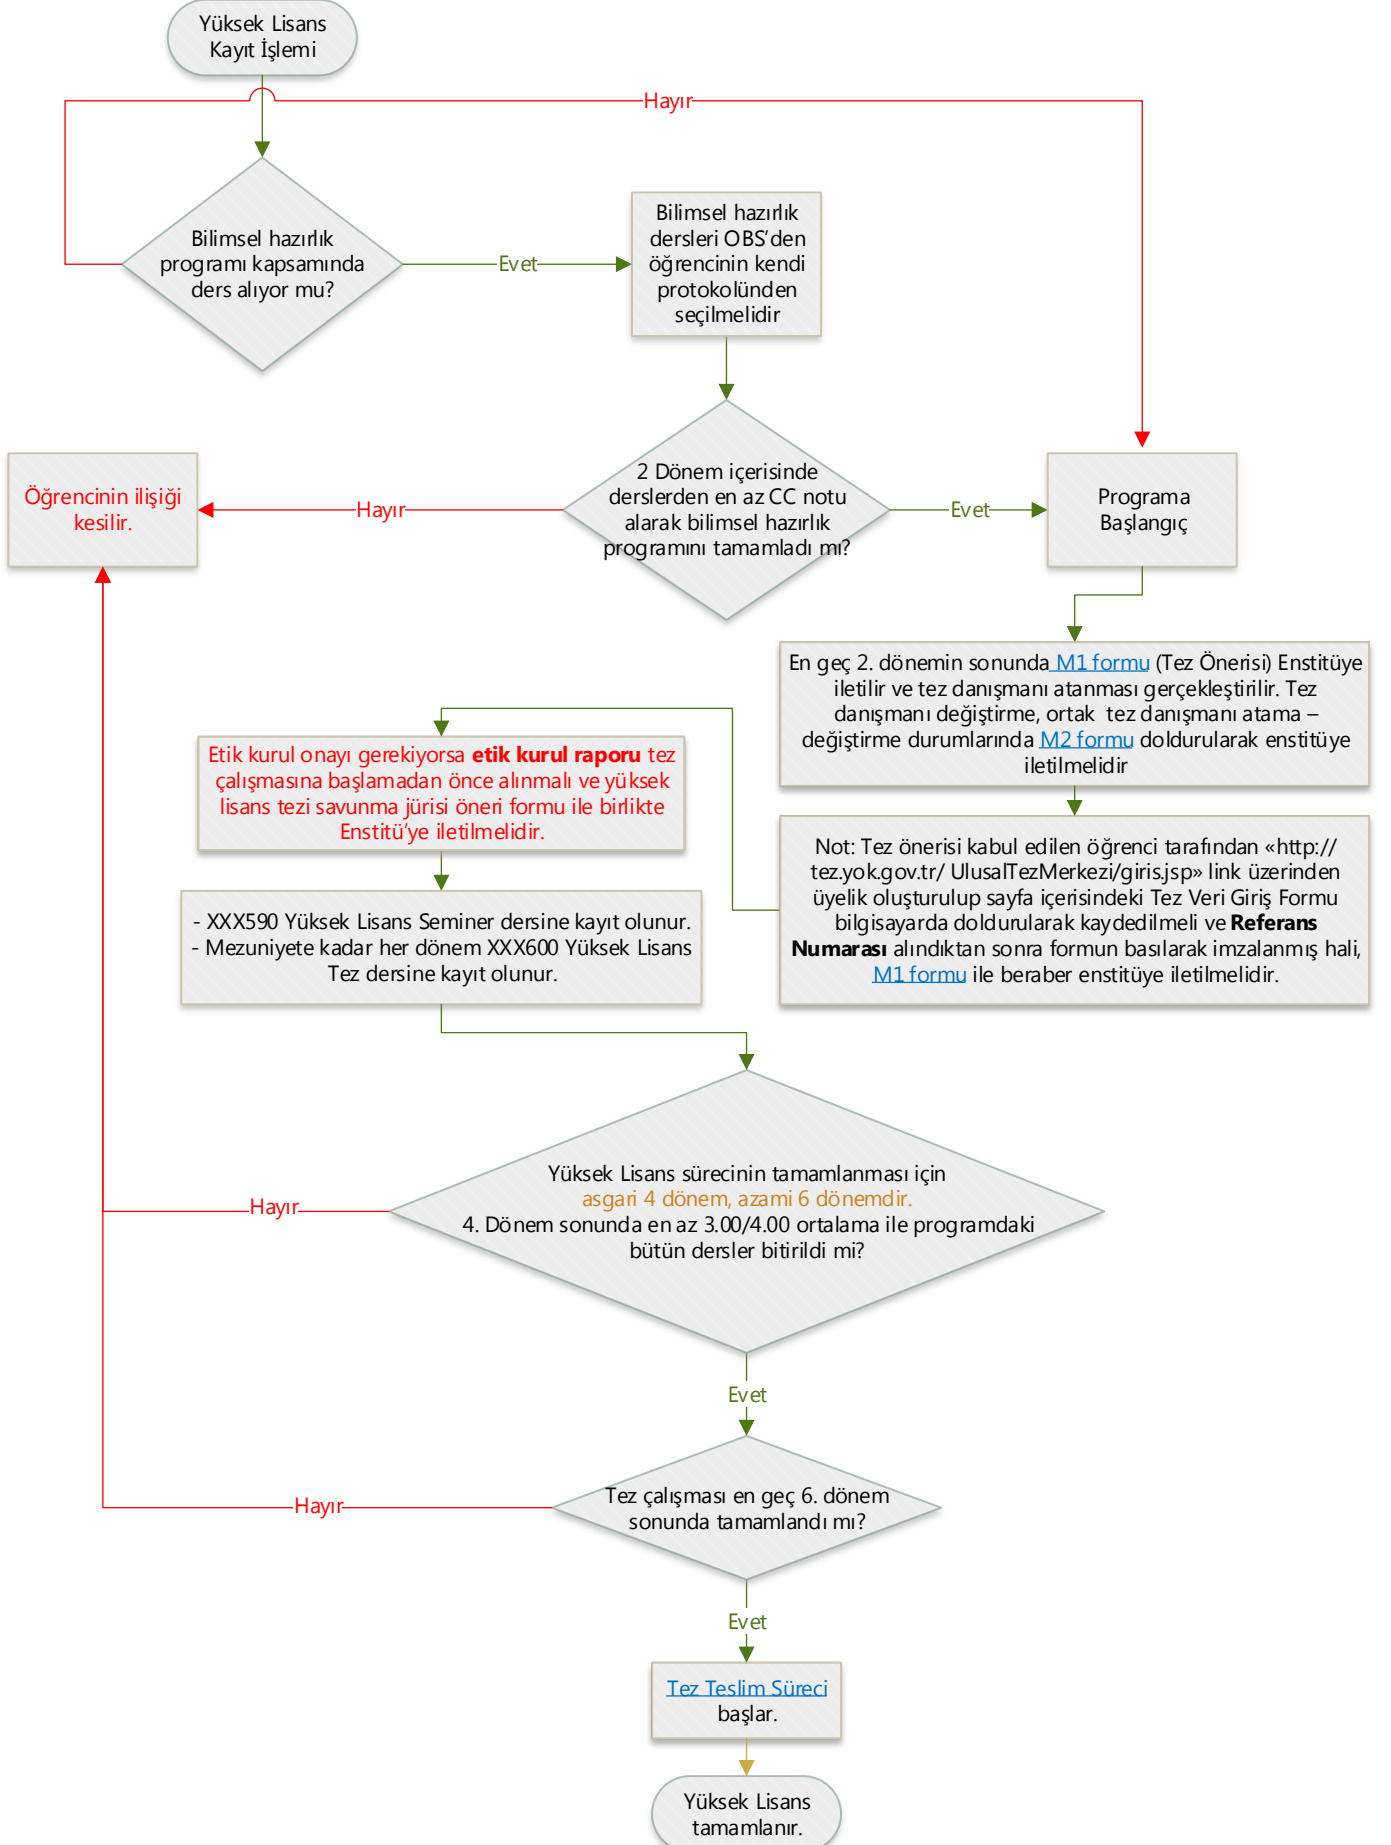 Yüksek Lisans
Kayıt İşlemi
Hayır
Bilimsel hazırlık
programı kapsamında
ders alıyor mu?
Evet
Bilimsel hazırlık
dersleri OBS'den
öğrencinin kendi
protokolünden
seçilmelidir
2 Dönem içerisinde
derslerden en az CC notu
alarak bilimsel hazırlık
programını tamamladı mı?
Hayır
Öğrencinin ilişiği
kesilir.
Evet
Programa
Başlangıç
En geç 2. dönemin sonunda M1 formu (Tez Önerisi) Enstitüye
iletilir ve tez danışmanı atanması gerçekleştirilir. Tez
danışmanı değiştirme, ortak tez danışmanı atama –
değiştirme durumlarında M2 formu doldurularak enstitüye
iletilmelidir
Not: Tez önerisi kabul edilen öğrenci tarafından «http://
tez.yok.gov.tr/ UlusalTezMerkezi/giris.jsp» link üzerinden
üyelik oluşturulup sayfa içerisindeki Tez Veri Giriş Formu
bilgisayarda doldurularak kaydedilmeli ve Referans
Numarası alındıktan sonra formun basılarak imzalanmış hali,
M1 formu ile beraber enstitüye iletilmelidir.
Etik kurul onayı gerekiyorsa etik kurul raporu tez
çalışmasına başlamadan önce alınmalı ve yüksek
lisans tezi savunma jürisi öneri formu ile birlikte
Enstitü'ye iletilmelidir.
- XXX590 Yüksek Lisans Seminer dersine kayıt olunur.
- Mezuniyete kadar her dönem XXX600 Yüksek Lisans
Tez dersine kayıt olunur.
Yüksek Lisans sürecinin tamamlanması için
asgari 4 dönem, azami 6 dönemdir.
4. Dönem sonunda en az 3.00/4.00 ortalama ile programdaki
bütün dersler bitirildi mi?
Hayır
Evet
Tez çalışması en geç 6. dönem
sonunda tamamlandı mı?
Hayır
Evet
Tez Teslim Süreci
başlar.
Yüksek Lisans
tamamlanır.